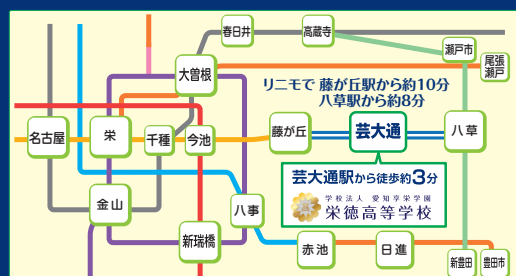 春日井
高蔵寺
瀬戸市
尾張
瀬戸
大曽根
リニモで 藤が丘駅から約10分
八草駅から約8分
名古屋
栄
千種
今池
藤が丘
芸大通
八草
芸大通駅から徒歩約3分
学校法人 愛知享栄学園
栄徳高等学校
金山
八事
新瑞橋
赤池
日進
新豊田
豊田市